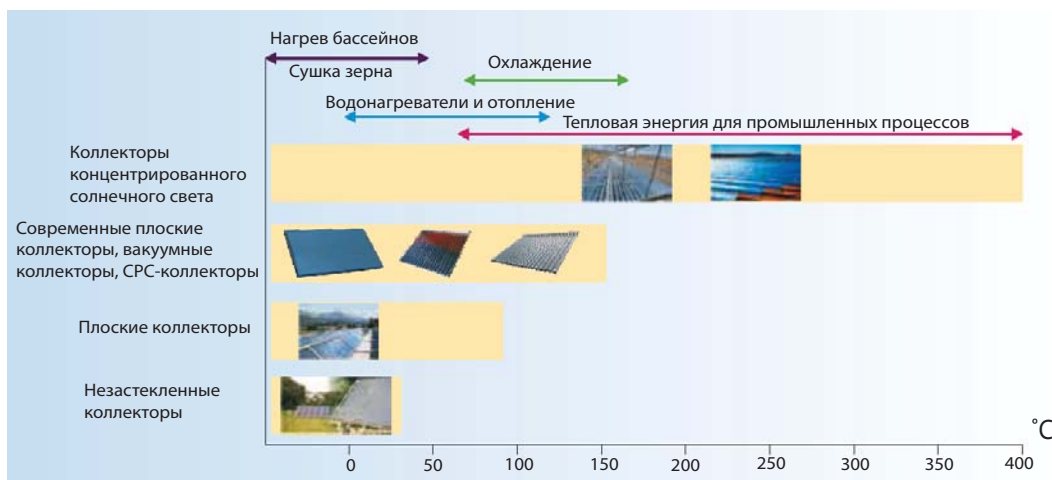 Нагрев бассейнов
Сушка зерна
Охлаждение
Водонагреватели и отопление
Тепловая энергия для промышленных процессов
Коллекторы
концентрированного
солнечного света
Современные плоские
коллекторы, вакуумные
коллекторы, CPC-коллекторы
Плоские коллекторы
Незастекленные
коллекторы
˚C
0 50 100 150 200 250 300 350 400